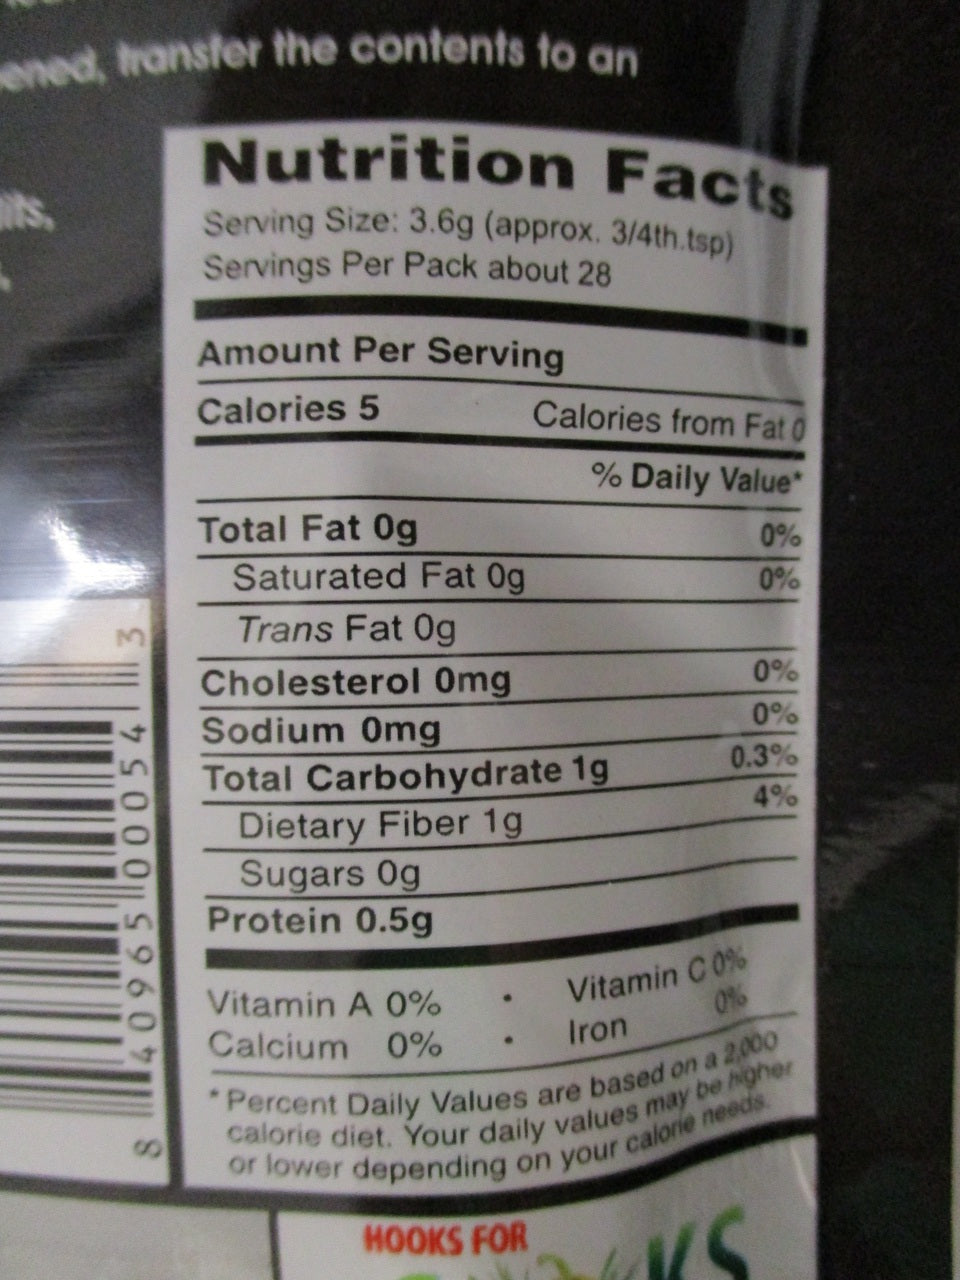 ened, transfer the contents to an
Nutrition Facts
Serving Size: 3.6g (approx. 3/4th.tsp)
Servings Per Pack about 28
Amount Per Serving
Calories 5 Calories from Fat 0
% Daily Value*
Total Fat 0g 0%
Saturated Fat 0g 0%
Trans Fat 0g
Cholesterol 0mg 0%
Sodium 0mg 0%
Total Carbohydrate 1g 0.3%
Dietary Fiber 1g 4%
Sugars 0g
Protein 0.5g
Vitamin A 0% • Vitamin C 0%
Calcium 0% • Iron 0%
*Percent Daily Values are based on a 2,000
calorie diet. Your daily values may be higher
or lower depending on your calorie needs.
8 40965 00054 3
HOOKS FOR